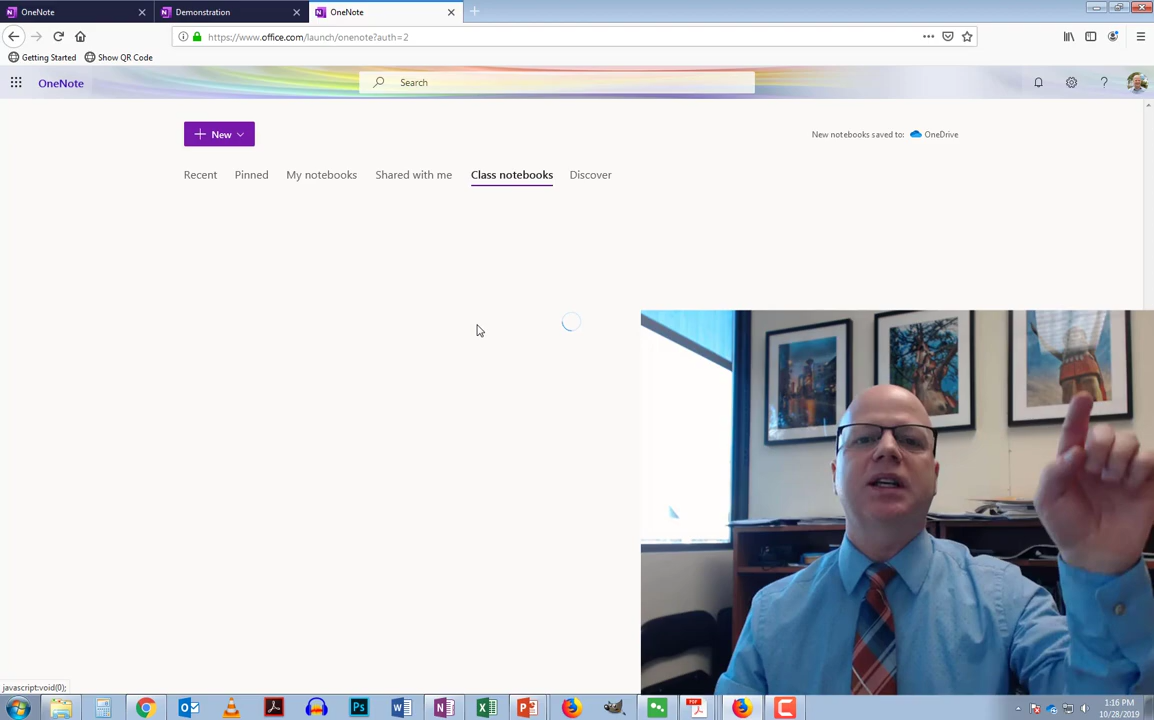 OneNote
Demonstration
OneNote
https://www.office.com/launch/onenote?auth=2
Getting Started
Show QR Code
OneNote
Search
New
New notebooks saved to: OneDrive
Recent
Pinned
My notebooks
Shared with me
Class notebooks
Discover
javascript:void(0);
1:16 PM
10/28/2019